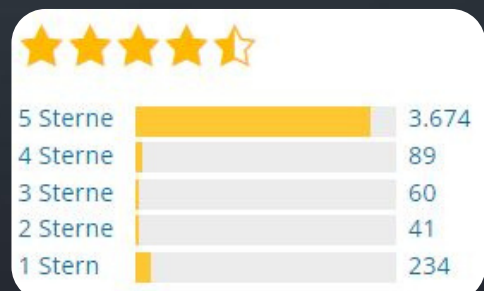 5 Sterne 3.674
4 Sterne 89
3 Sterne 60
2 Sterne 41
1 Stern 234